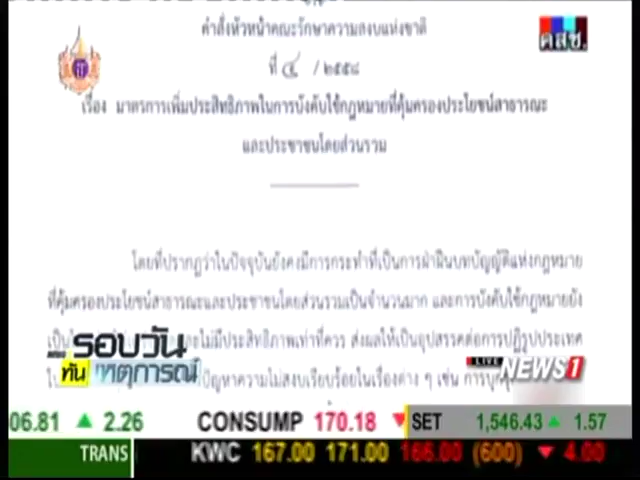 คำสั่งหัวหน้าคณะรักษาความสงบแห่งชาติ
คสช.
ที่ ๔ /๒๕๕๘
เรื่อง มาตรการเพิ่มประสิทธิภาพในการบังคับใช้กฎหมายที่คุ้มครองประโยชน์สาธารณะ
และประชาชนโดยส่วนรวม
โดยที่ปรากฏว่าในปัจจุบันยังคงมีการกระทำที่เป็นการฝ่าฝืนบทบัญญัติแห่งกฎหมาย
ที่คุ้มครองประโยชน์สาธารณะและประชาชนโดยส่วนรวมเป็นจำนวนมาก และการบังคับใช้กฎหมายยัง
และไม่มีประสิทธิภาพเท่าที่ควร ส่งผลให้เป็นอุปสรรคต่อการปฏิรูปประเทศ
ปัญหาความไม่สงบเรียบร้อยในเรื่องต่าง ๆ เช่น
รอบวัน
ทัน เหตุการณ์
LIVE NEWS1
06.81 ▲ 2.26 CONSUMP 170.18 ▼ SET 1,546.43 ▲ 1.57
TRANS KWC 167.00 171.00 166.00 (600) ▼ 4.00